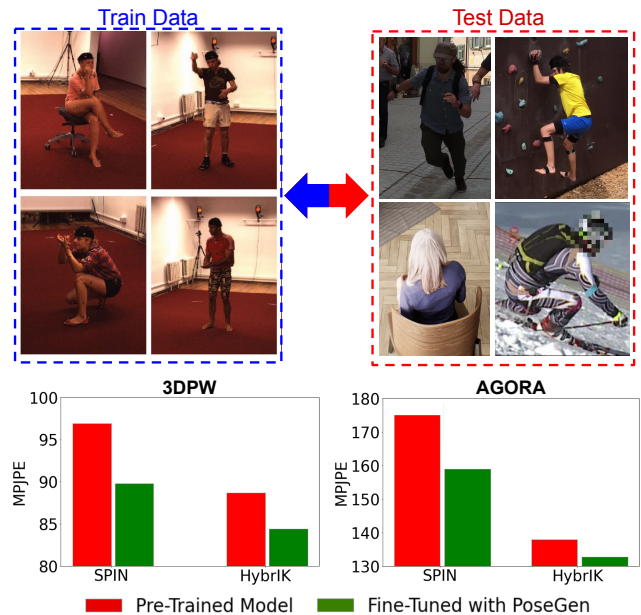 Train Data
Test Data
3DPW
100
95
90
85
80
MPJPE
SPIN
HybrIK
AGORA
180
170
160
150
140
130
MPJPE
SPIN
HybrIK
Pre-Trained Model
Fine-Tuned with PoseGen